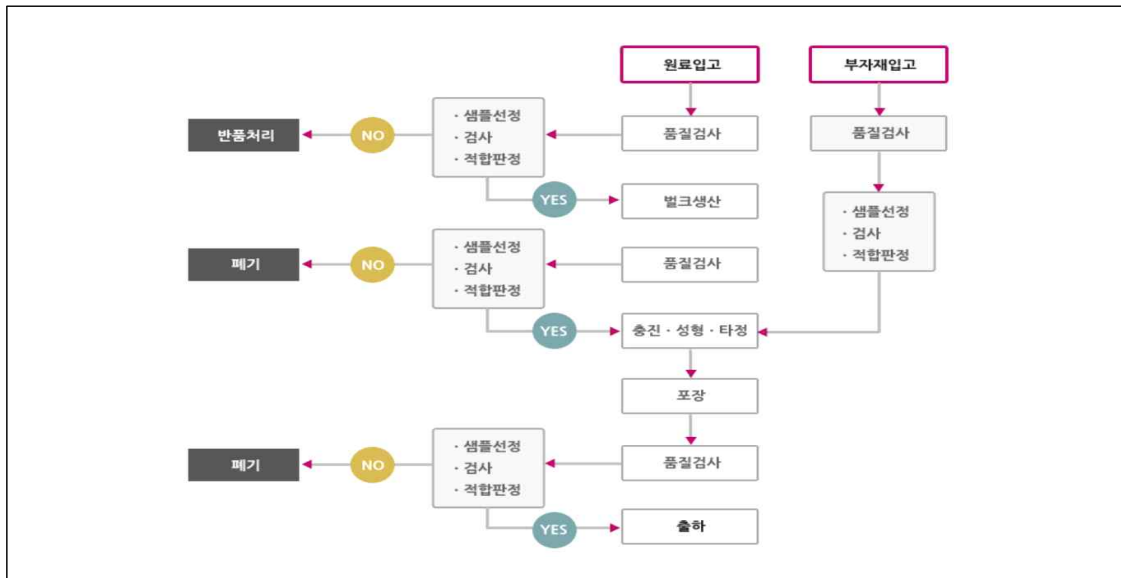 원료입고
부자재입고
반품처리
NO
· 샘플선정
· 검사
· 적합판정
품질검사
품질검사
YES
벌크생산
· 샘플선정
· 검사
· 적합판정
폐기
NO
· 샘플선정
· 검사
· 적합판정
품질검사
YES
충진 · 성형 · 타정
포장
폐기
NO
· 샘플선정
· 검사
· 적합판정
품질검사
YES
출하